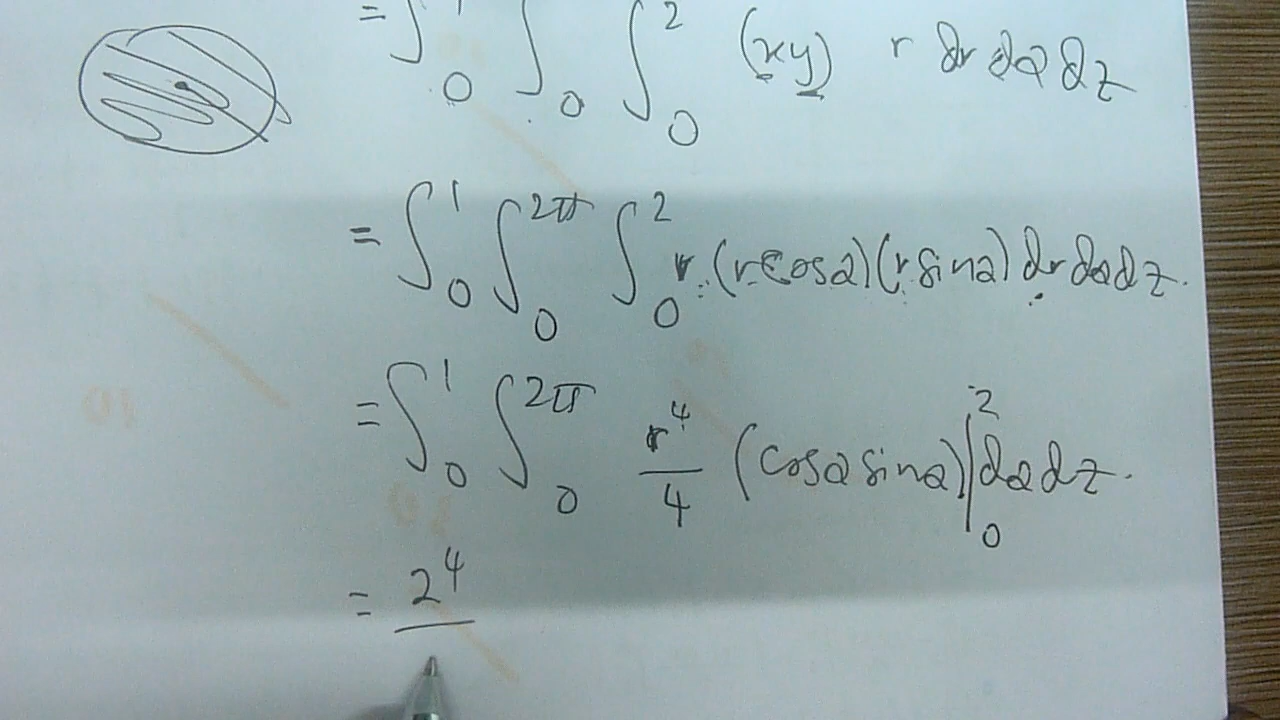 = ∫₀¹ ∫₀ ∫₀² (xy) r dr dθ dz
= ∫₀¹ ∫₀^{2π} ∫₀² r.(r cosθ)(r sinθ) dr dθ dz.
= ∫₀¹ ∫₀^{2π} r⁴/4 (cosθ sinθ)|₀² dθ dz.
= 2⁴/